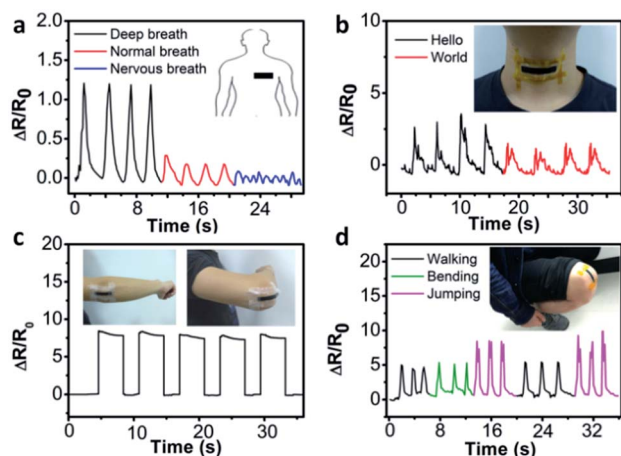 a
Deep breath
Normal breath
Nervous breath
ΔR/R0
2.0
1.5
1.0
0.5
0.0
0 8 16 24
Time (s)
b
Hello
World
ΔR/R0
10
5
0
0 10 20 30
Time (s)
c
ΔR/R0
20
15
10
5
0
0 10 20 30
Time (s)
d
Walking
Bending
Jumping
ΔR/R0
20
15
10
5
0
0 8 16 24 32
Time (s)